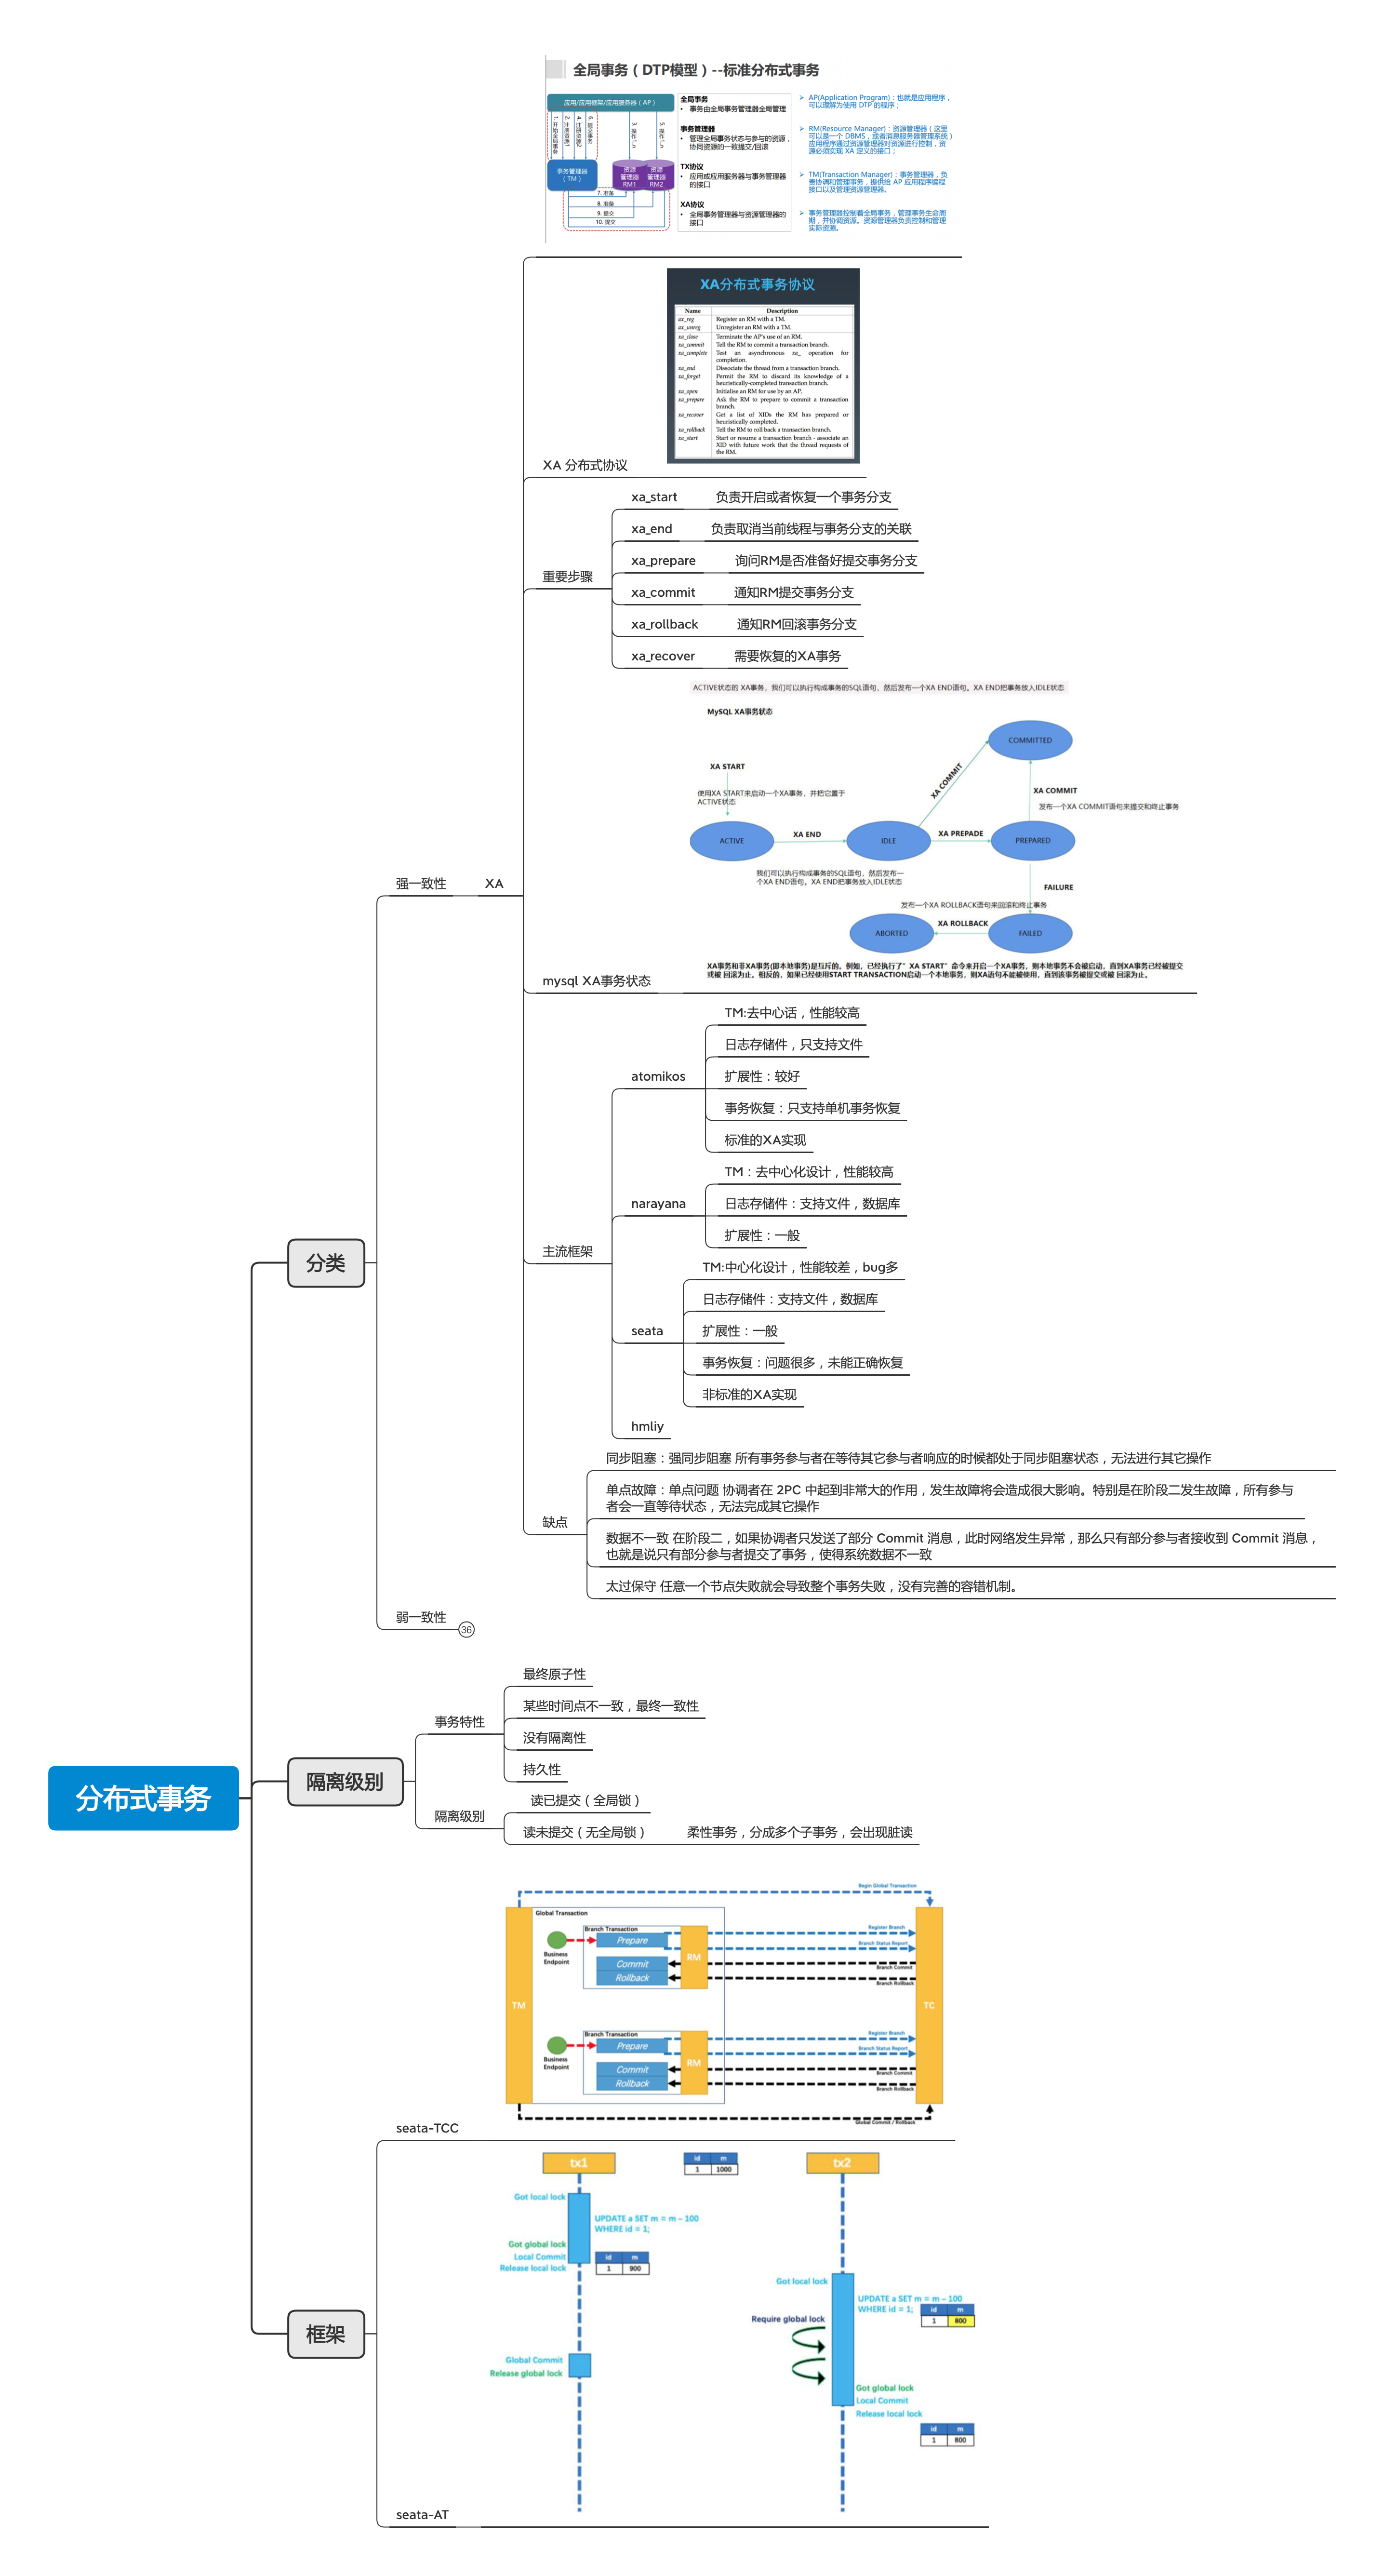 全局事务（DTP模型）--标准分布式事务
应用/应用框架/应用服务器（AP）
1. 开始全局事务
2. 注册资源1
4. 注册资源2
6. 提交事务
3. 操作1,,n
5. 操作1,,n
事务管理器
（TM）
资源
管理器
RM1
资源
管理器
RM2
7. 准备
8. 准备
9. 提交
10. 提交
全局事务
• 事务由全局事务管理器全局管理
事务管理器
• 管理全局事务状态与参与的资源，
协同资源的一致提交/回滚
TX协议
• 应用或应用服务器与事务管理器
的接口
XA协议
• 全局事务管理器与资源管理器的
接口
➢ AP(Application Program)：也就是应用程序，
可以理解为使用 DTP 的程序；
➢ RM(Resource Manager)：资源管理器（这里
可以是一个 DBMS，或者消息服务器管理系统）
应用程序通过资源管理器对资源进行控制，资
源必须实现 XA 定义的接口；
➢ TM(Transaction Manager)：事务管理器，负
责协调和管理事务，提供给 AP 应用程序编程
接口以及管理资源管理器。
➢ 事务管理器控制着全局事务，管理事务生命周
期，并协调资源。资源管理器负责控制和管理
实际资源。
XA分布式事务协议
Name Description
ax_reg Register an RM with a TM.
ax_unreg Unregister an RM with a TM.
xa_close Terminate the AP's use of an RM.
xa_commit Tell the RM to commit a transaction branch.
xa_complete Test an asynchronous xa_ operation for
completion.
xa_end Dissociate the thread from a transaction branch.
xa_forget Permit the RM to discard its knowledge of a
heuristically-completed transaction branch.
xa_open Initialise an RM for use by an AP.
xa_prepare Ask the RM to prepare to commit a transaction
branch.
xa_recover Get a list of XIDs the RM has prepared or
heuristically completed.
xa_rollback Tell the RM to roll back a transaction branch.
xa_start Start or resume a transaction branch - associate an
XID with future work that the thread requests of
the RM.
XA 分布式协议
重要步骤
xa_start 负责开启或者恢复一个事务分支
xa_end 负责取消当前线程与事务分支的关联
xa_prepare 询问RM是否准备好提交事务分支
xa_commit 通知RM提交事务分支
xa_rollback 通知RM回滚事务分支
xa_recover 需要恢复的XA事务
ACTIVE状态的 XA事务，我们可以执行构成事务的SQL语句，然后发布一个XA END语句。XA END把事务放入IDLE状态
MySQL XA事务状态
COMMITTED
XA START
XA COMMIT
XA COMMIT
使用XA START来启动一个XA事务，并把它置于
ACTIVE状态
发布一个XA COMMIT语句来提交和终止事务
ACTIVE
XA END
IDLE
XA PREPADE
PREPARED
我们可以执行构成事务的SQL语句，然后发布一
个XA END语句。XA END把事务放入IDLE状态
FAILURE
发布一个XA ROLLBACK语句来回滚和终止事务
ABORTED
XA ROLLBACK
FAILED
XA事务和非XA事务(即本地事务)是互斥的。例如，已经执行了" XA START" 命令来开启一个XA事务，则本地事务不会被启动，直到XA事务已经被提交
或被 回滚为止。相反的，如果已经使用START TRANSACTION启动一个本地事务，则XA语句不能被使用，直到该事务被提交或被 回滚为止。
强一致性
XA
mysql XA事务状态
主流框架
atomikos
TM:去中心话，性能较高
日志存储件，只支持文件
扩展性：较好
事务恢复：只支持单机事务恢复
标准的XA实现
narayana
TM：去中心化设计，性能较高
日志存储件：支持文件，数据库
扩展性：一般
seata
TM:中心化设计，性能较差，bug多
日志存储件：支持文件，数据库
扩展性：一般
事务恢复：问题很多，未能正确恢复
非标准的XA实现
hmliy
缺点
同步阻塞：强同步阻塞 所有事务参与者在等待其它参与者响应的时候都处于同步阻塞状态，无法进行其它操作
单点故障：单点问题 协调者在 2PC 中起到非常大的作用，发生故障将会造成很大影响。特别是在阶段二发生故障，所有参与
者会一直等待状态，无法完成其它操作
数据不一致 在阶段二，如果协调者只发送了部分 Commit 消息，此时网络发生异常，那么只有部分参与者接收到 Commit 消息，
也就是说只有部分参与者提交了事务，使得系统数据不一致
太过保守 任意一个节点失败就会导致整个事务失败，没有完善的容错机制。
分类
弱一致性
36
分布式事务
隔离级别
事务特性
最终原子性
某些时间点不一致，最终一致性
没有隔离性
持久性
隔离级别
读已提交（全局锁）
读未提交（无全局锁） 柔性事务，分成多个子事务，会出现脏读
框架
Begin Global Transaction
Global Transaction
Branch Transaction
Business
Endpoint
Prepare
Commit
Rollback
RM
Register Branch
Branch Status Report
Branch Commit
Branch Rollback
TM
TC
Branch Transaction
Business
Endpoint
Prepare
Commit
Rollback
RM
Register Branch
Branch Status Report
Branch Commit
Branch Rollback
Global Commit / Rollback
seata-TCC
tx1
id m
1 1000
tx2
Got local lock
UPDATE a SET m = m – 100
WHERE id = 1;
Got global lock
Local Commit
Release local lock
id m
1 900
Got local lock
UPDATE a SET m = m – 100
WHERE id = 1;
id m
1 800
Require global lock
Global Commit
Release global lock
Got global lock
Local Commit
Release local lock
id m
1 800
seata-AT